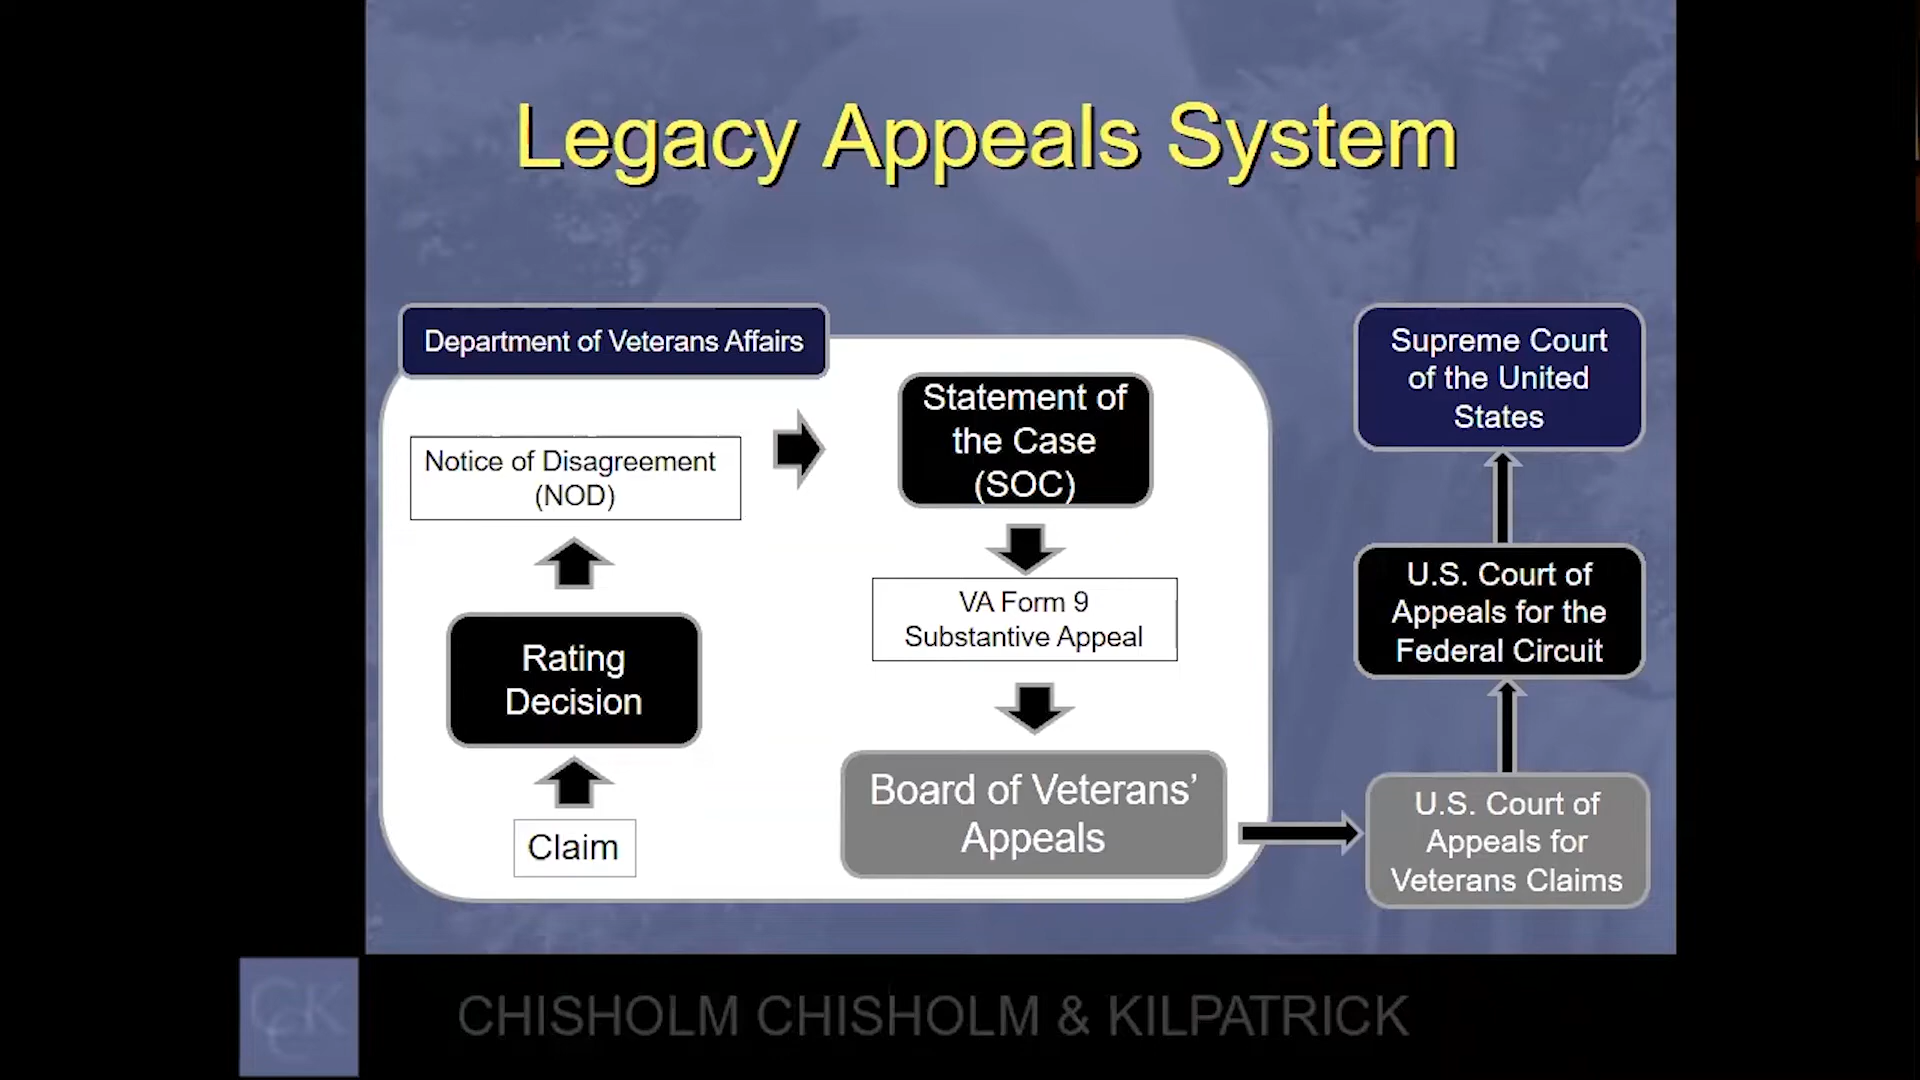 Legacy Appeals System
Department of Veterans Affairs
Notice of Disagreement
(NOD)
Rating
Decision
Claim
Statement of
the Case
(SOC)
VA Form 9
Substantive Appeal
Board of Veterans’
Appeals
Supreme Court
of the United
States
U.S. Court of
Appeals for the
Federal Circuit
U.S. Court of
Appeals for
Veterans Claims
CCK
CHISHOLM CHISHOLM & KILPATRICK